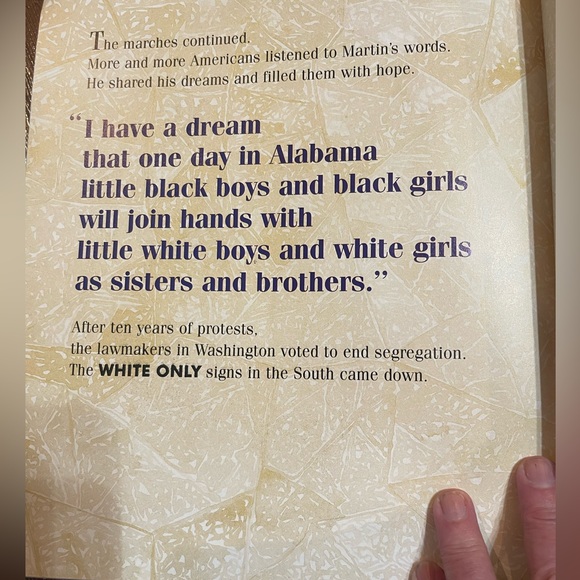 The marches continued.
More and more Americans listened to Martin's words.
He shared his dreams and filled them with hope.
“I have a dream
that one day in Alabama
little black boys and black girls
will join hands with
little white boys and white girls
as sisters and brothers.”
After ten years of protests,
the lawmakers in Washington voted to end segregation.
The WHITE ONLY signs in the South came down.